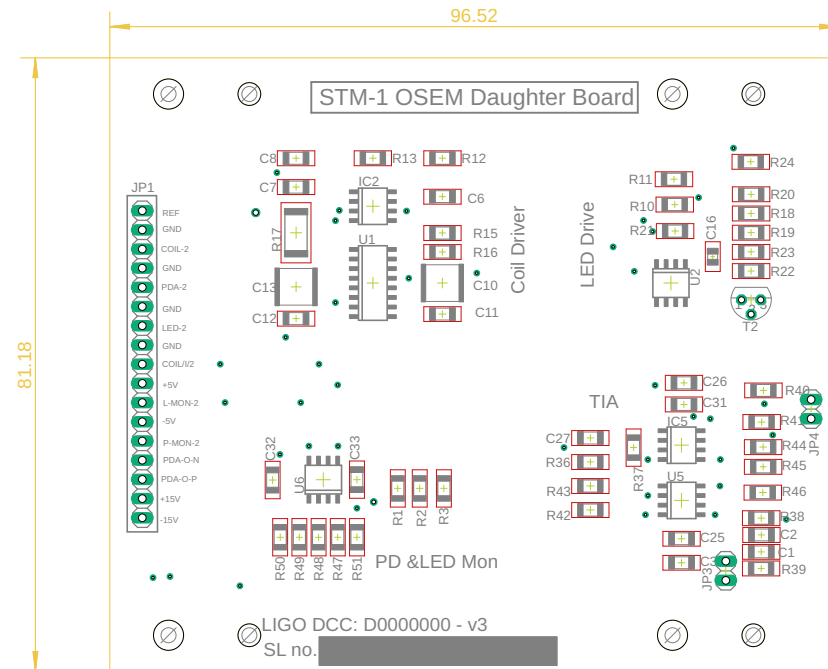 96.52
STM-1 OSEM Daughter Board
81.18
JP1
REF
GND
COIL-2
GND
PDA-2
GND
LED-2
GND
COIL/I/2
+5V
L-MON-2
-5V
P-MON-2
PDA-O-N
PDA-O-P
+15V
-15V
C8
R13
R12
C7
IC2
C6
R17
U1
R15
R16
C13
C10
C12
C11
Coil Driver
LED Drive
R11
R10
R21
C16
R24
R20
R18
R19
R23
R22
U2
1 2 3
T2
TIA
C26
C31
IC5
R40
R41
JP4
R44
R45
R46
C27
R36
R37
R43
R42
U5
C25
R38
C2
C1
R39
JP3
C32
U6
C33
R1
R2
R3
R50
R49
R48
R47
R51
PD &LED Mon
LIGO DCC: D0000000 - v3
SL no.